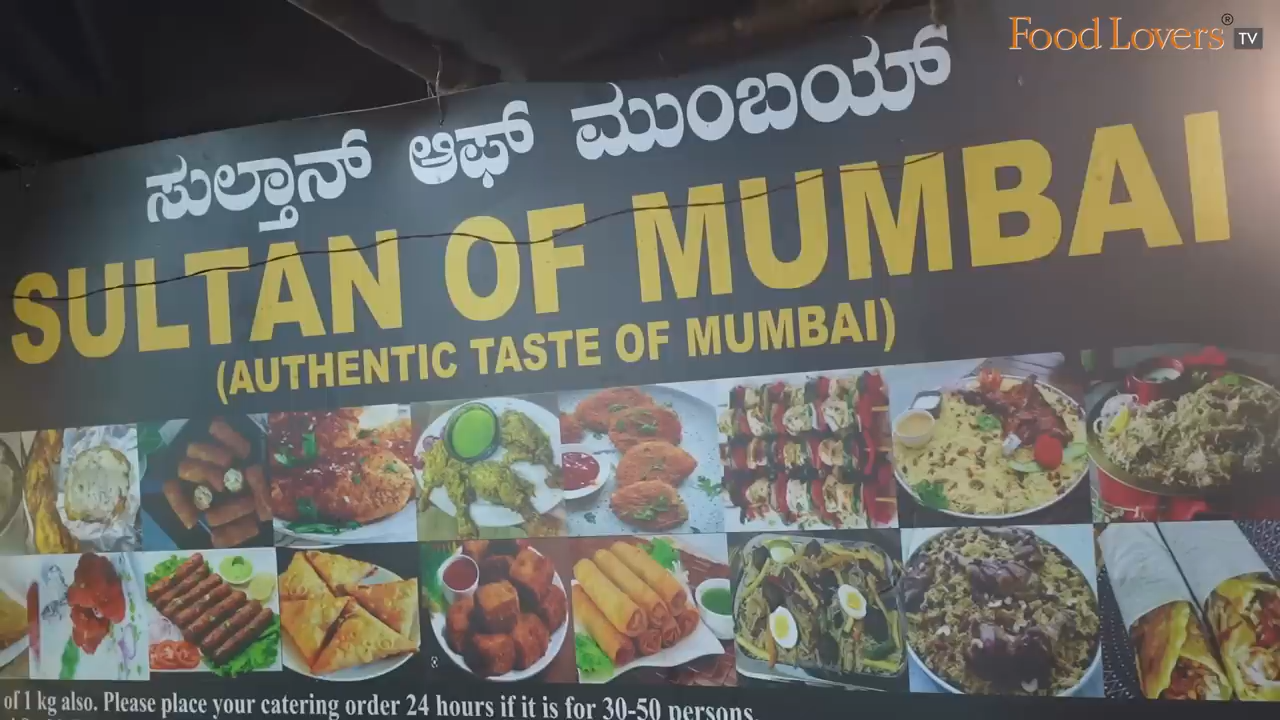 Food Lovers® TV
ಸುಲ್ತಾನ್ ಆಫ್ ಮುಂಬಯ್
SULTAN OF MUMBAI
(AUTHENTIC TASTE OF MUMBAI)
of 1 kg also. Please place your catering order 24 hours if it is for 30-50 persons.